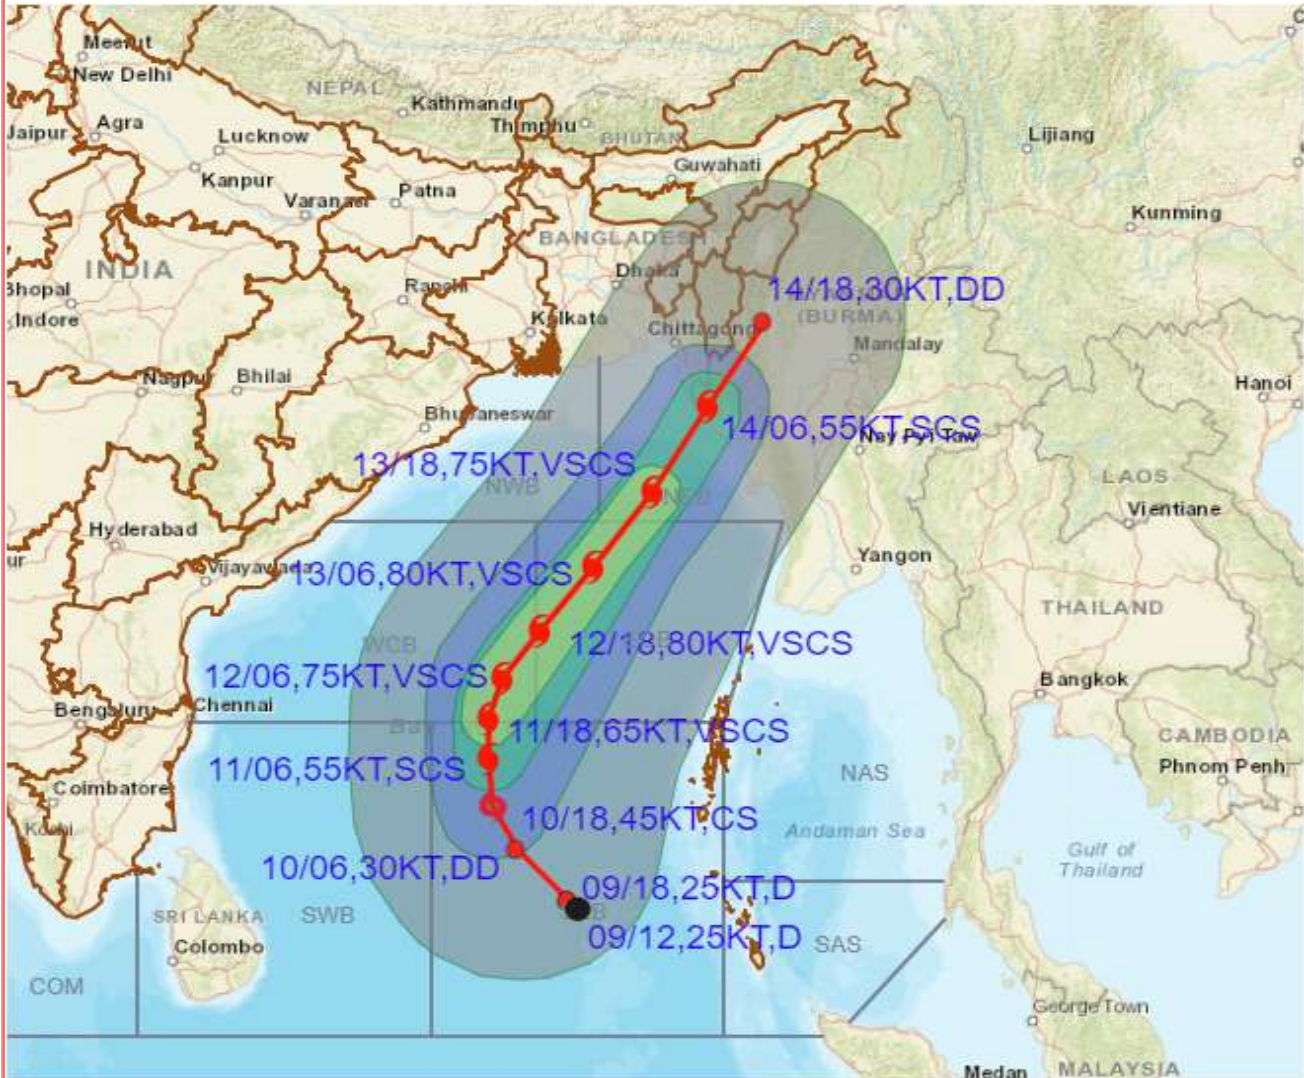 Meerut
New Delhi
NEPAL
Kathmandu
Thimphu
BHUTAN
Lijiang
Jaipur
Agra
Lucknow
Guwahati
Kanpur
Varanasi
Patna
Kunming
BANGLADESH
INDIA
Dhaka
Bhopal
Ranchi
14/18,30KT,DD
(BURMA)
Indore
Kolkata
Chittagong
Mandalay
Nagpur
Bhilai
Hanoi
Bhubaneswar
14/06,55KT,SCS
Nay Pyi Taw
13/18,75KT,VSCS
NWB
LAOS
Vientiane
Hyderabad
Yangon
Vijayawada
13/06,80KT,VSCS
THAILAND
WCB
12/18,80KT,VSCS
12/06,75KT,VSCS
Bangkok
Bengaluru
Chennai
Bay
11/18,65KT,VSCS
CAMBODIA
11/06,55KT,SCS
NAS
Phnom Penh
Coimbatore
10/18,45KT,CS
Andaman Sea
Kochi
Gulf of
Thailand
10/06,30KT,DD
09/18,25KT,D
SRI LANKA
SWB
09/12,25KT,D
SAS
Colombo
COM
George Town
Medan
MALAYSIA